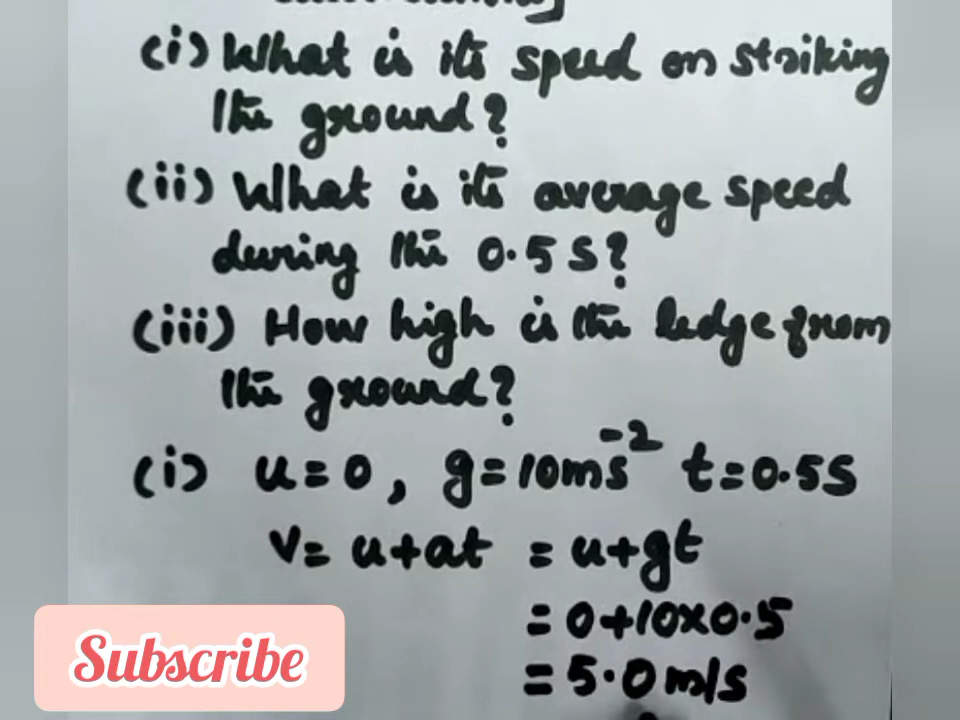 (i) What is its speed on striking
the ground?
(ii) What is its average speed
during the 0.5 s?
(iii) How high is the ledge from
the ground?
(i) u = 0, g = 10ms⁻² t = 0.5s
v = u + at = u + gt
= 0 + 10 × 0.5
= 5.0 m/s
Subscribe